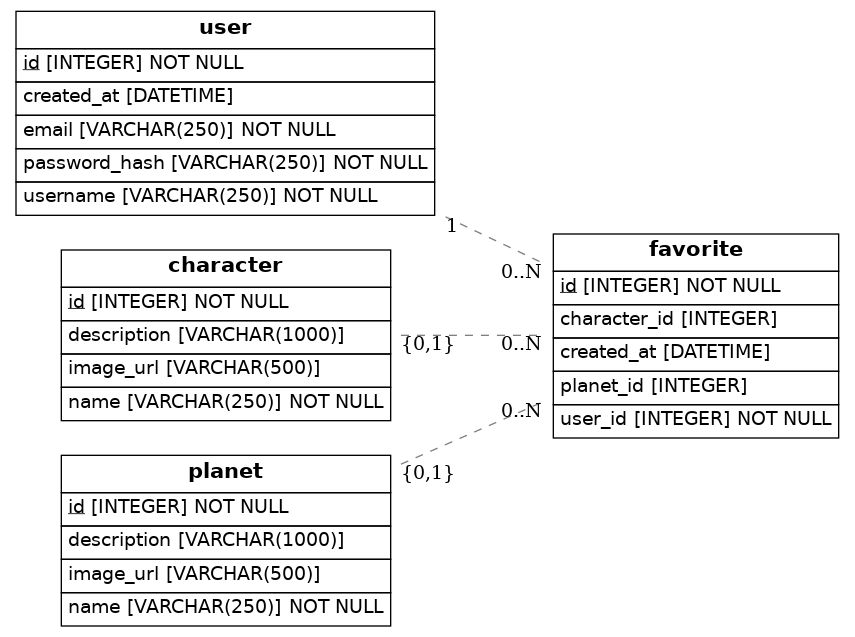 user
id [INTEGER] NOT NULL
created_at [DATETIME]
email [VARCHAR(250)] NOT NULL
password_hash [VARCHAR(250)] NOT NULL
username [VARCHAR(250)] NOT NULL
1
0..N
character
id [INTEGER] NOT NULL
description [VARCHAR(1000)]
image_url [VARCHAR(500)]
name [VARCHAR(250)] NOT NULL
{0,1}
0..N
planet
id [INTEGER] NOT NULL
description [VARCHAR(1000)]
image_url [VARCHAR(500)]
name [VARCHAR(250)] NOT NULL
{0,1}
0..N
favorite
id [INTEGER] NOT NULL
character_id [INTEGER]
created_at [DATETIME]
planet_id [INTEGER]
user_id [INTEGER] NOT NULL